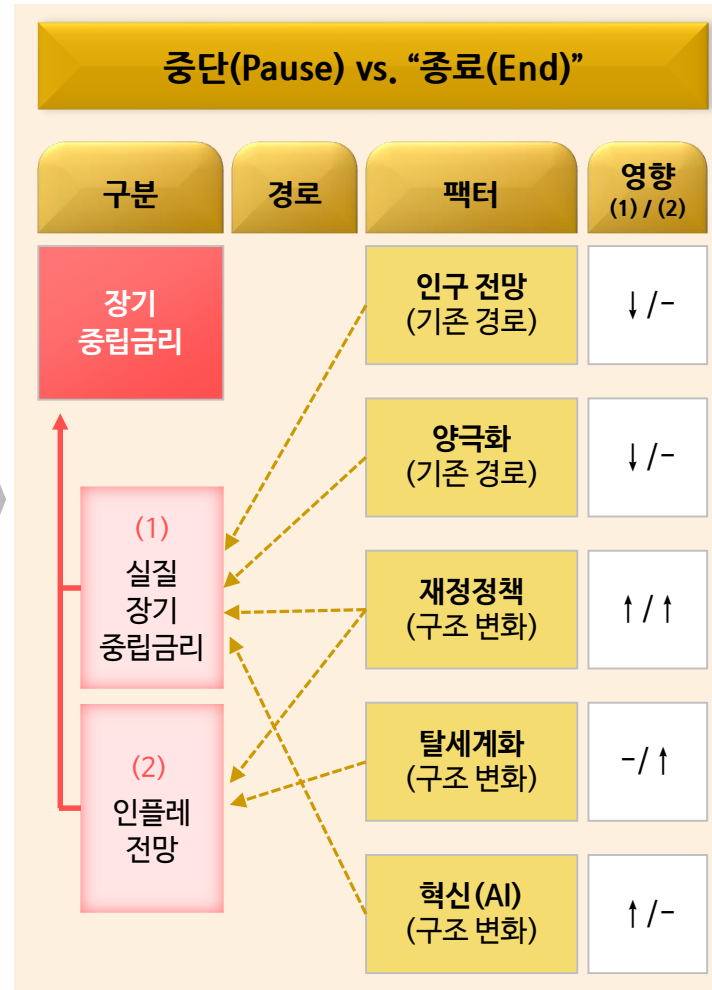 중단(Pause) vs. “종료(End)”
구분
경로
팩터
영향
(1) / (2)
장기
중립금리
인구 전망
(기존 경로)
↓/-
양극화
(기존 경로)
↓/-
(1)
실질
장기
중립금리
재정정책
(구조 변화)
↑/↑
(2)
인플레
전망
탈세계화
(구조 변화)
-/↑
혁신(AI)
(구조 변화)
↑/-